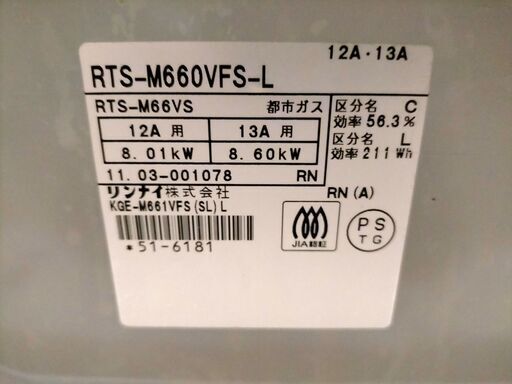 12A・13A
RTS-M660VFS-L
RTS-M66VS 都市ガス
12A 用 13A 用
8.01kW 8.60kW
区分名 C
効率 56.3%
区分名 L
効率 211Wh
11.03-001078 RN
リンナイ株式会社 RN(A)
KGE-M661VFS(SL)L
*51-6181
JIA認証
PS
TG